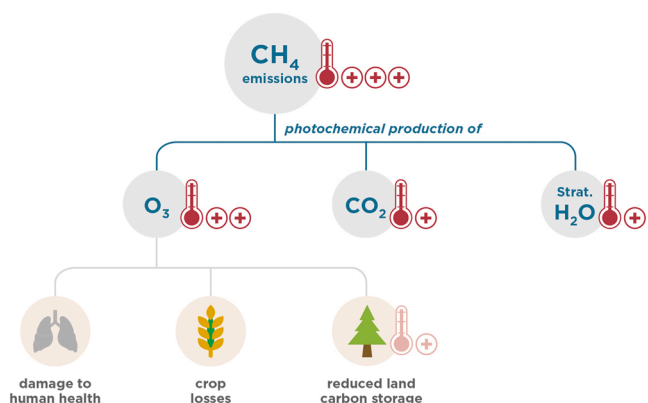 CH₄
emissions
photochemical production of
O₃
CO₂
Strat.
H₂O
damage to
human health
crop
losses
reduced land
carbon storage